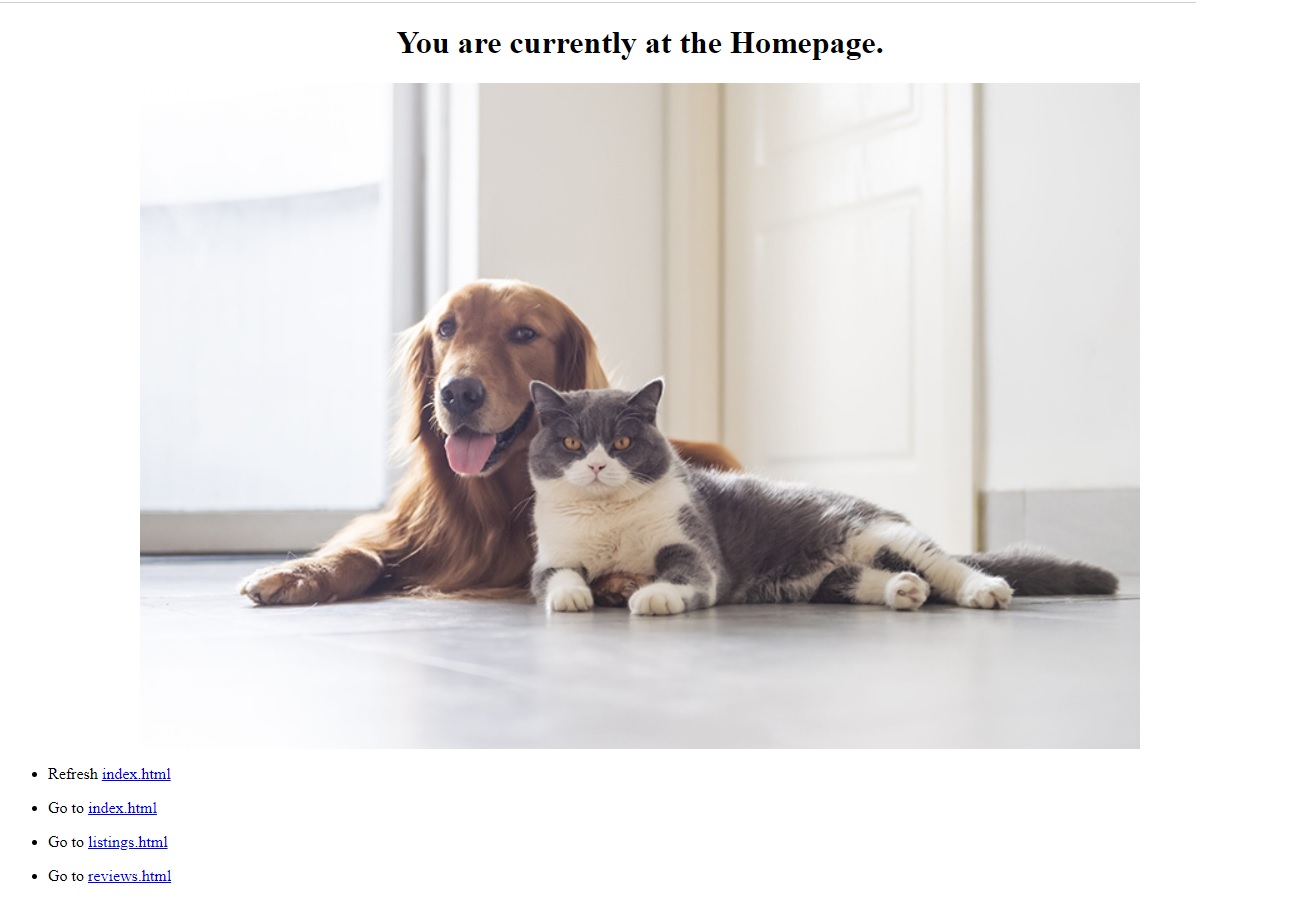 You are currently at the Homepage.
Refresh index.html
Go to index.html
Go to listings.html
Go to reviews.html